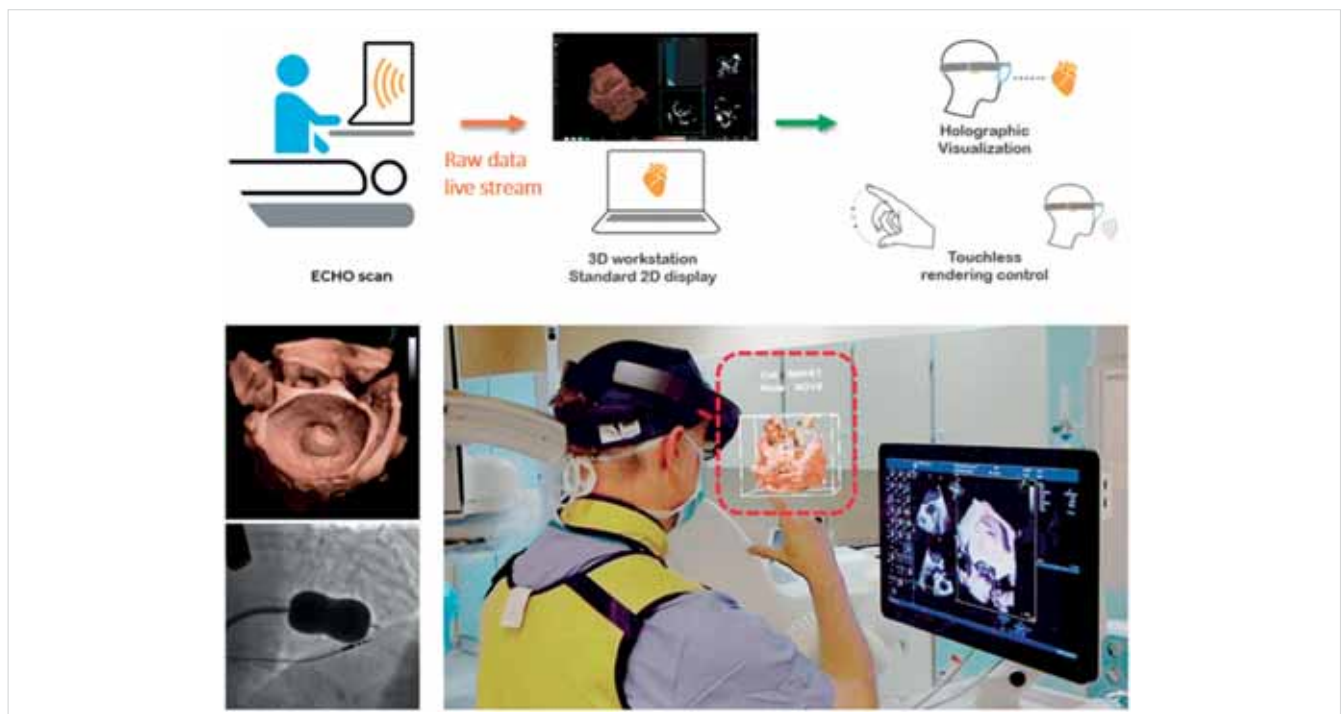 Raw data
live stream
ECHO scan
3D workstation
Standard 2D display
Holographic
Visualization
Touchless
rendering control